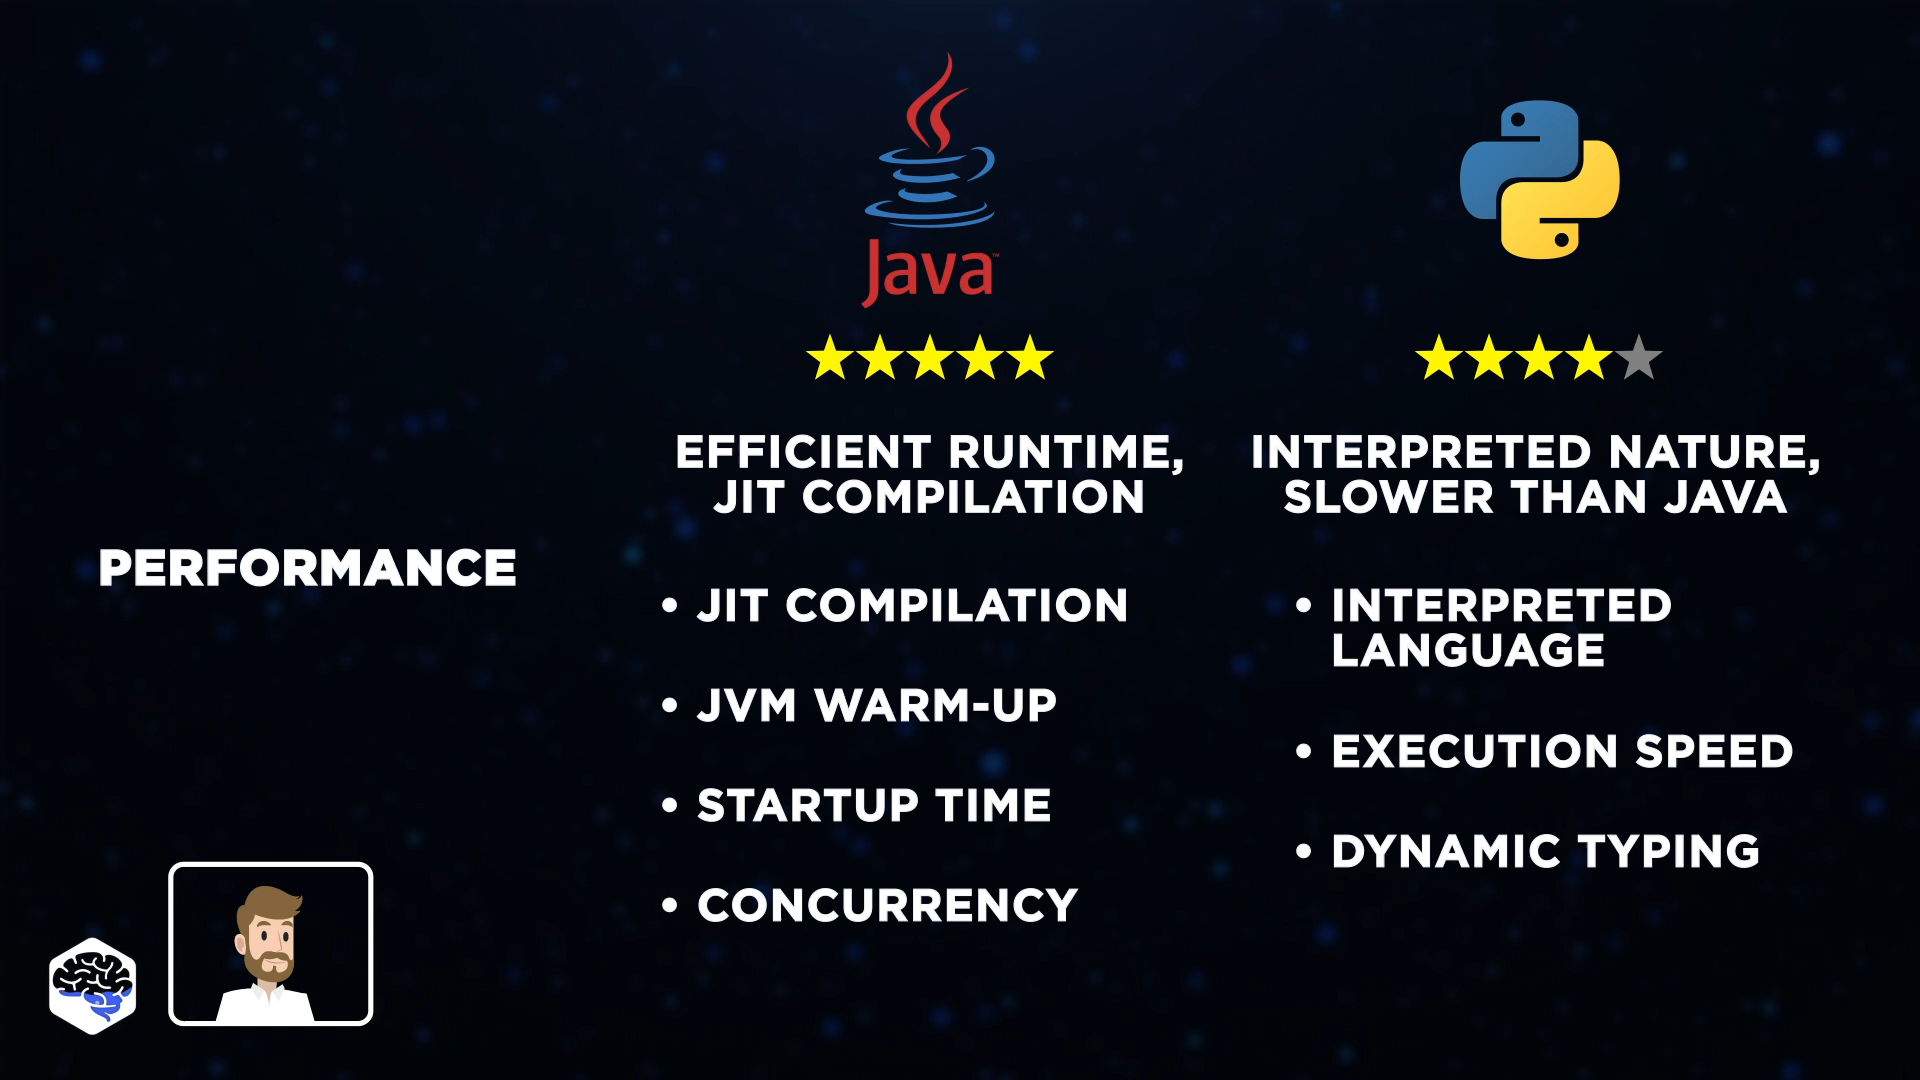 Java™
EFFICIENT RUNTIME,
JIT COMPILATION
INTERPRETED NATURE,
SLOWER THAN JAVA
PERFORMANCE
• JIT COMPILATION
• JVM WARM-UP
• STARTUP TIME
• CONCURRENCY
• INTERPRETED
LANGUAGE
• EXECUTION SPEED
• DYNAMIC TYPING